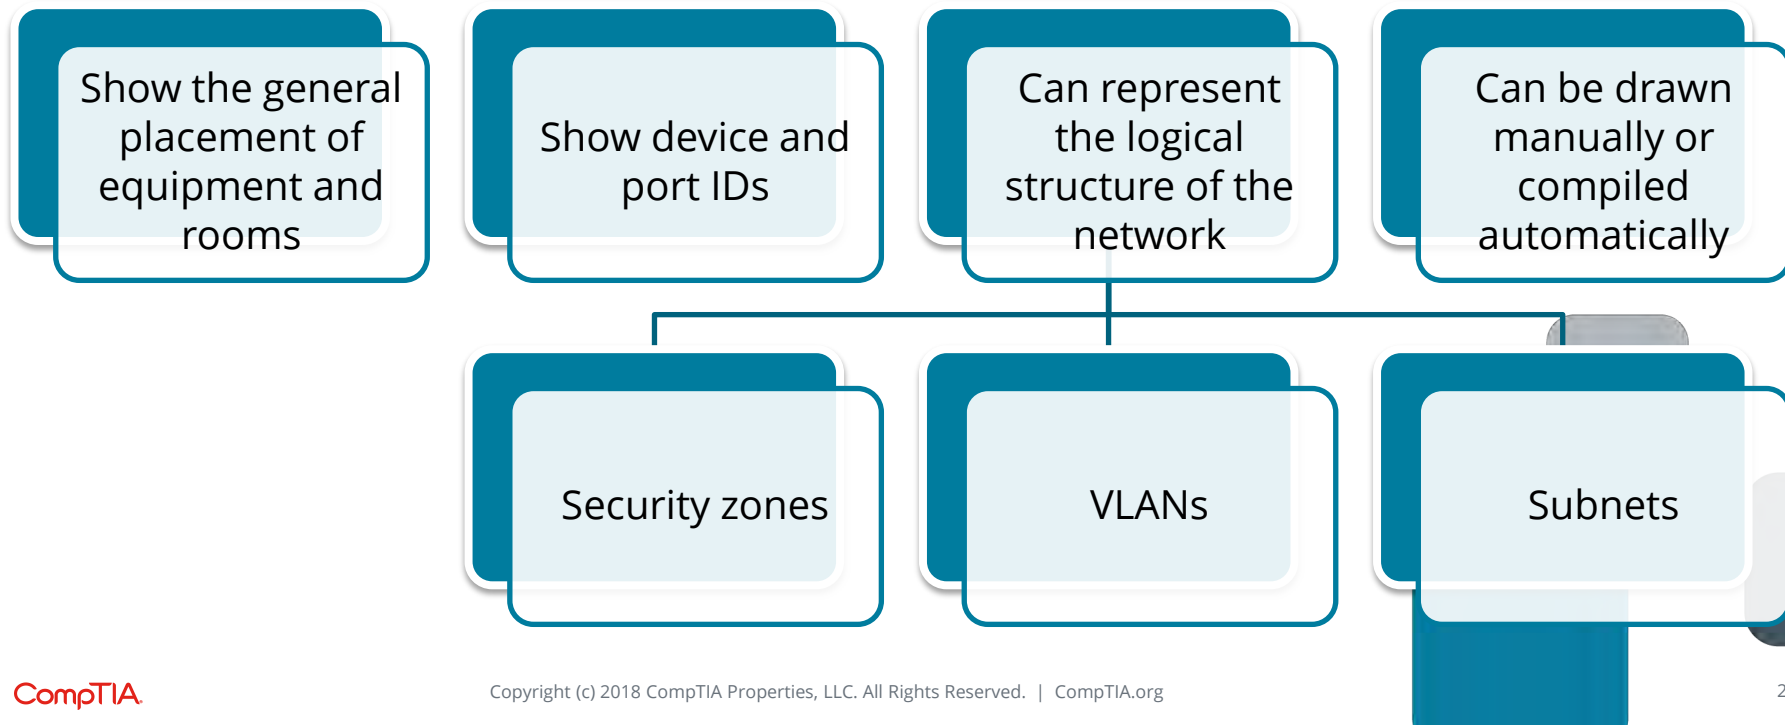 Show the general
placement of
equipment and
rooms
Show device and
port IDs
Can represent
the logical
structure of the
network
Can be drawn
manually or
compiled
automatically
Security zones
VLANs
Subnets
CompTIA.
Copyright (c) 2018 CompTIA Properties, LLC. All Rights Reserved. | CompTIA.org
2